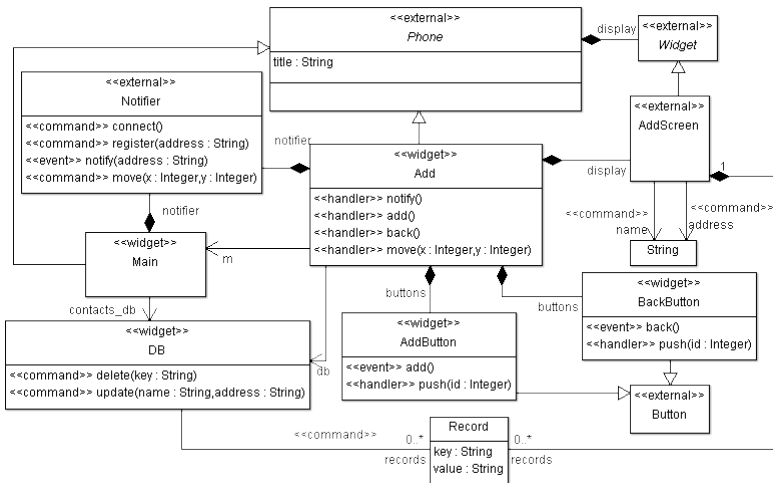 <<external>>
Phone
title : String
display
<<external>>
Widget
<<external>>
Notifier
<<command>> connect()
<<command>> register(address : String)
<<event>> notify(address : String)
<<command>> move(x : Integer,y : Integer)
notifier
<<widget>>
Add
<<handler>> notify()
<<handler>> add()
<<handler>> back()
<<handler>> move(x : Integer,y : Integer)
display
<<external>>
AddScreen
1
<<command>>
name
<<command>>
address
String
notifier
<<widget>>
Main
m
contacts_db
buttons
buttons
<<widget>>
BackButton
<<event>> back()
<<handler>> push(id : Integer)
<<widget>>
DB
<<command>> delete(key : String)
<<command>> update(name : String,address : String)
db
<<widget>>
AddButton
<<event>> add()
<<handler>> push(id : Integer)
<<external>>
Button
<<command>>
0..*
records
Record
key : String
value : String
0..*
records